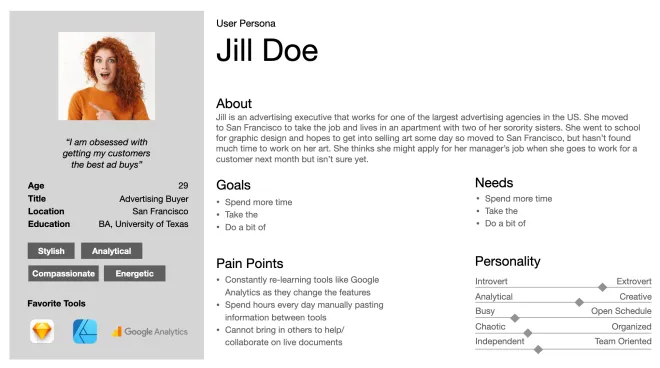 User Persona
Jill Doe
"I am obsessed with
getting my customers
the best ad buys"
Age 29
Title Advertising Buyer
Location San Francisco
Education BA, University of Texas
Stylish Analytical
Compassionate Energetic
Favorite Tools
Google Analytics
About
Jill is an advertising executive that works for one of the largest advertising agencies in the US. She moved
to San Francisco to take the job and lives in an apartment with two of her sorority sisters. She went to school
for graphic design and hopes to get into selling art some day so moved to San Francisco, but hasn't found
much time to work on her art. She thinks she might apply for her manager's job when she goes to work for a
customer next month but isn't sure yet.
Goals
• Spend more time
• Take the
• Do a bit of
Needs
• Spend more time
• Take the
• Do a bit of
Pain Points
• Constantly re-learning tools like Google
Analytics as they change the features
• Spend hours every day manually pasting
information between tools
• Cannot bring in others to help/
collaborate on live documents
Personality
Introvert Extrovert
Analytical Creative
Busy Open Schedule
Chaotic Organized
Independent Team Oriented